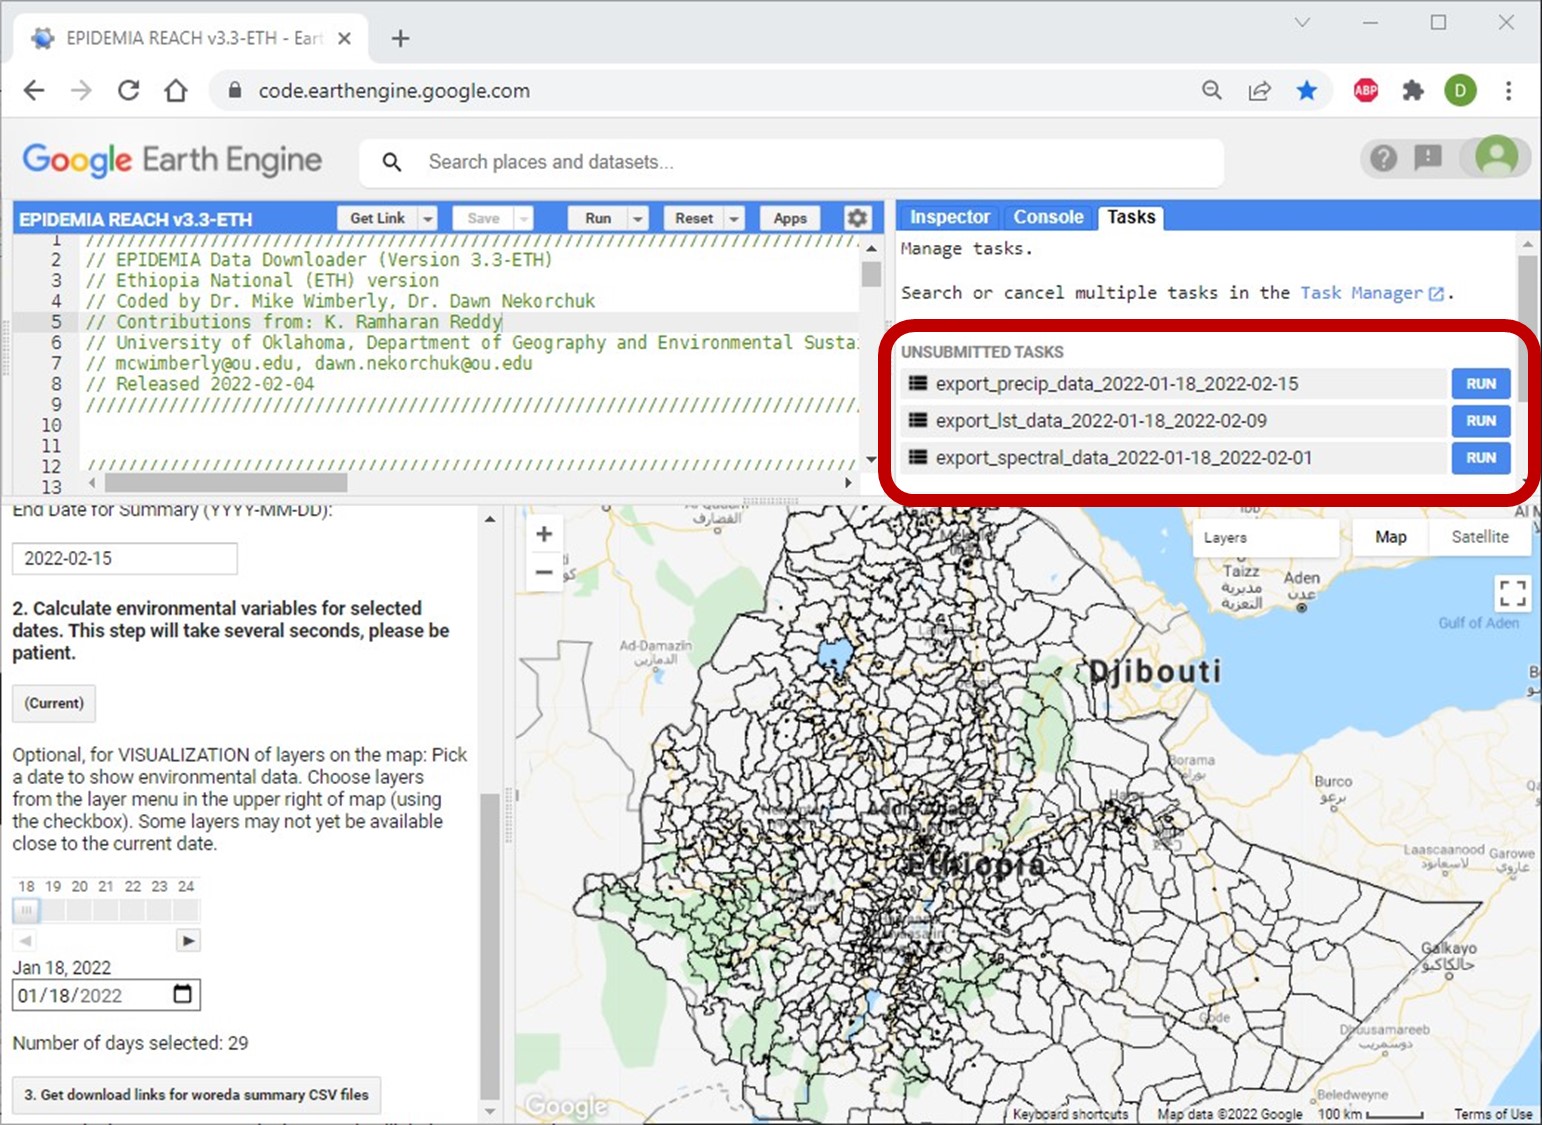 EPIDEMIA REACH v3.3-ETH - Eart
code.earthengine.google.com
ABP
D
Google Earth Engine
Search places and datasets...
EPIDEMIA REACH v3.3-ETH
Get Link
Save
Run
Reset
Apps
1 ////////////////////////////////////////////////////////////////////////////
2 // EPIDEMIA Data Downloader (Version 3.3-ETH)
3 // Ethiopia National (ETH) version
4 // Coded by Dr. Mike Wimberly, Dr. Dawn Nekorchuk
5 // Contributions from: K. Ramharan Reddy
6 // University of Oklahoma, Department of Geography and Environmental Sustai
7 // mcwimberly@ou.edu, dawn.nekorchuk@ou.edu
8 // Released 2022-02-04
9 ////////////////////////////////////////////////////////////////////////////
10
11
12 ////////////////////////////////////////////////////////////////////////////
13
Inspector
Console
Tasks
Manage tasks.
Search or cancel multiple tasks in the Task Manager.
UNSUBMITTED TASKS
export_precip_data_2022-01-18_2022-02-15 RUN
export_lst_data_2022-01-18_2022-02-09 RUN
export_spectral_data_2022-01-18_2022-02-01 RUN
End Date for Summary (YYYY-MM-DD):
2022-02-15
2. Calculate environmental variables for selected
dates. This step will take several seconds, please be
patient.
(Current)
Optional, for VISUALIZATION of layers on the map: Pick
a date to show environmental data. Choose layers
from the layer menu in the upper right of map (using
the checkbox). Some layers may not yet be available
close to the current date.
18 19 20 21 22 23 24
Jan 18, 2022
01/18/2022
Number of days selected: 29
3. Get download links for woreda summary CSV files
+
−
Layers
Map
Satellite
القضارف
Taizz
مديرية
التعزية
Aden
عدن
Gulf of Aden
Ad-Damazin
الدمازين
Djibouti
Borama
بوراما
Burco
برعو
Addis Ababa
Ethiopia
Laascaanood
لاسعانود
Garowe
غاروي
Galkayo
جالكاكيو
Gode
Dhuusamareeb
دوسمريب
Beledweyne
Google
Keyboard shortcuts
Map data ©2022 Google
100 km
Terms of Use